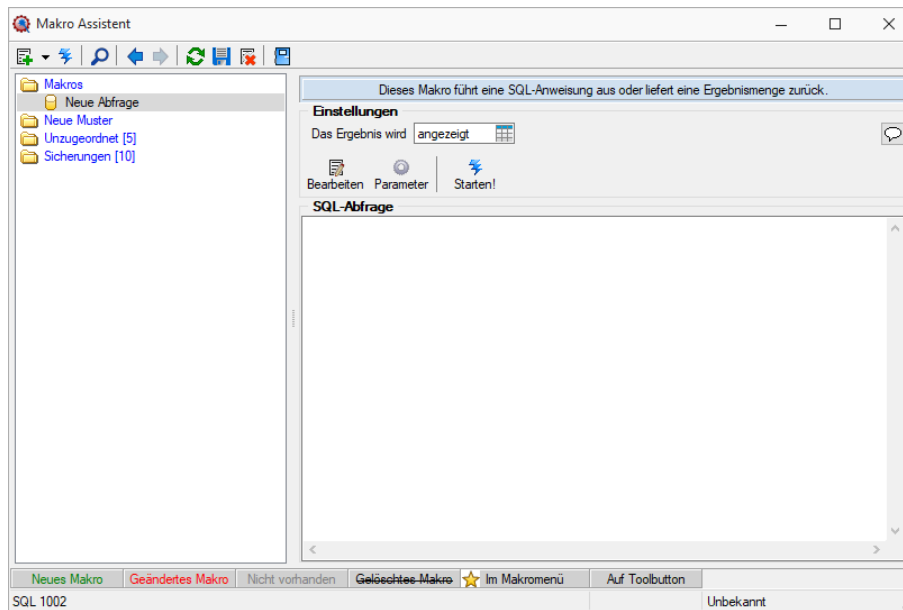 Makro Assistent
Makros
Neue Abfrage
Neue Muster
Unzugeordnet [5]
Sicherungen [10]
Dieses Makro führt eine SQL-Anweisung aus oder liefert eine Ergebnismenge zurück.
Einstellungen
Das Ergebnis wird angezeigt
Bearbeiten Parameter Starten!
SQL-Abfrage
Neues Makro Geändertes Makro Nicht vorhanden Gelöschtes Makro Im Makromenü Auf Toolbutton
SQL 1002 Unbekannt